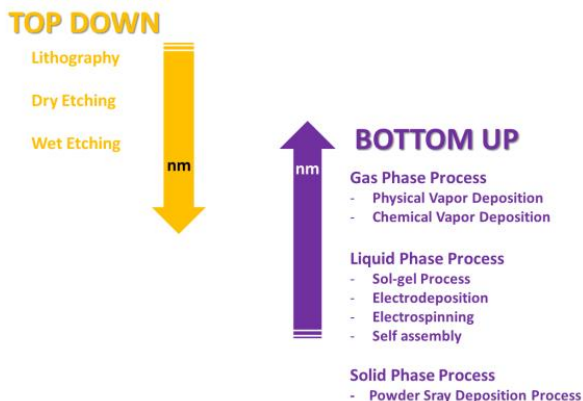 TOP DOWN
Lithography
Dry Etching
Wet Etching
nm
nm
BOTTOM UP
Gas Phase Process
- Physical Vapor Deposition
- Chemical Vapor Deposition
Liquid Phase Process
- Sol-gel Process
- Electrodeposition
- Electrospinning
- Self assembly
Solid Phase Process
- Powder Sray Deposition Process